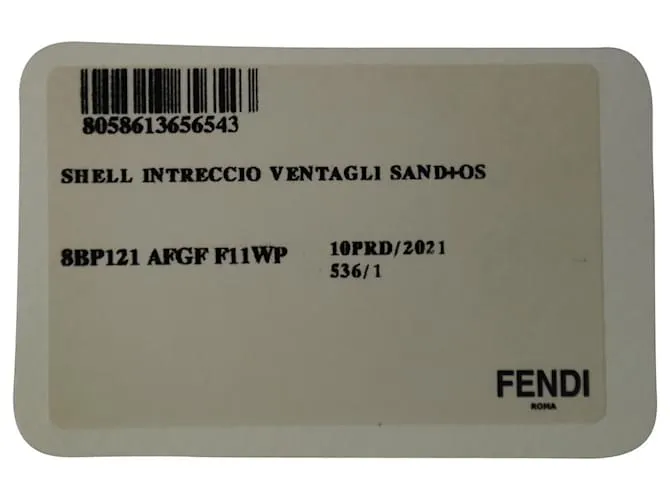 8058613656543
SHELL INTRECCIO VENTAGLI SAND+OS
8BP121 AFGF F11WP
10PRD/2021
536/1
FENDI
ROMA